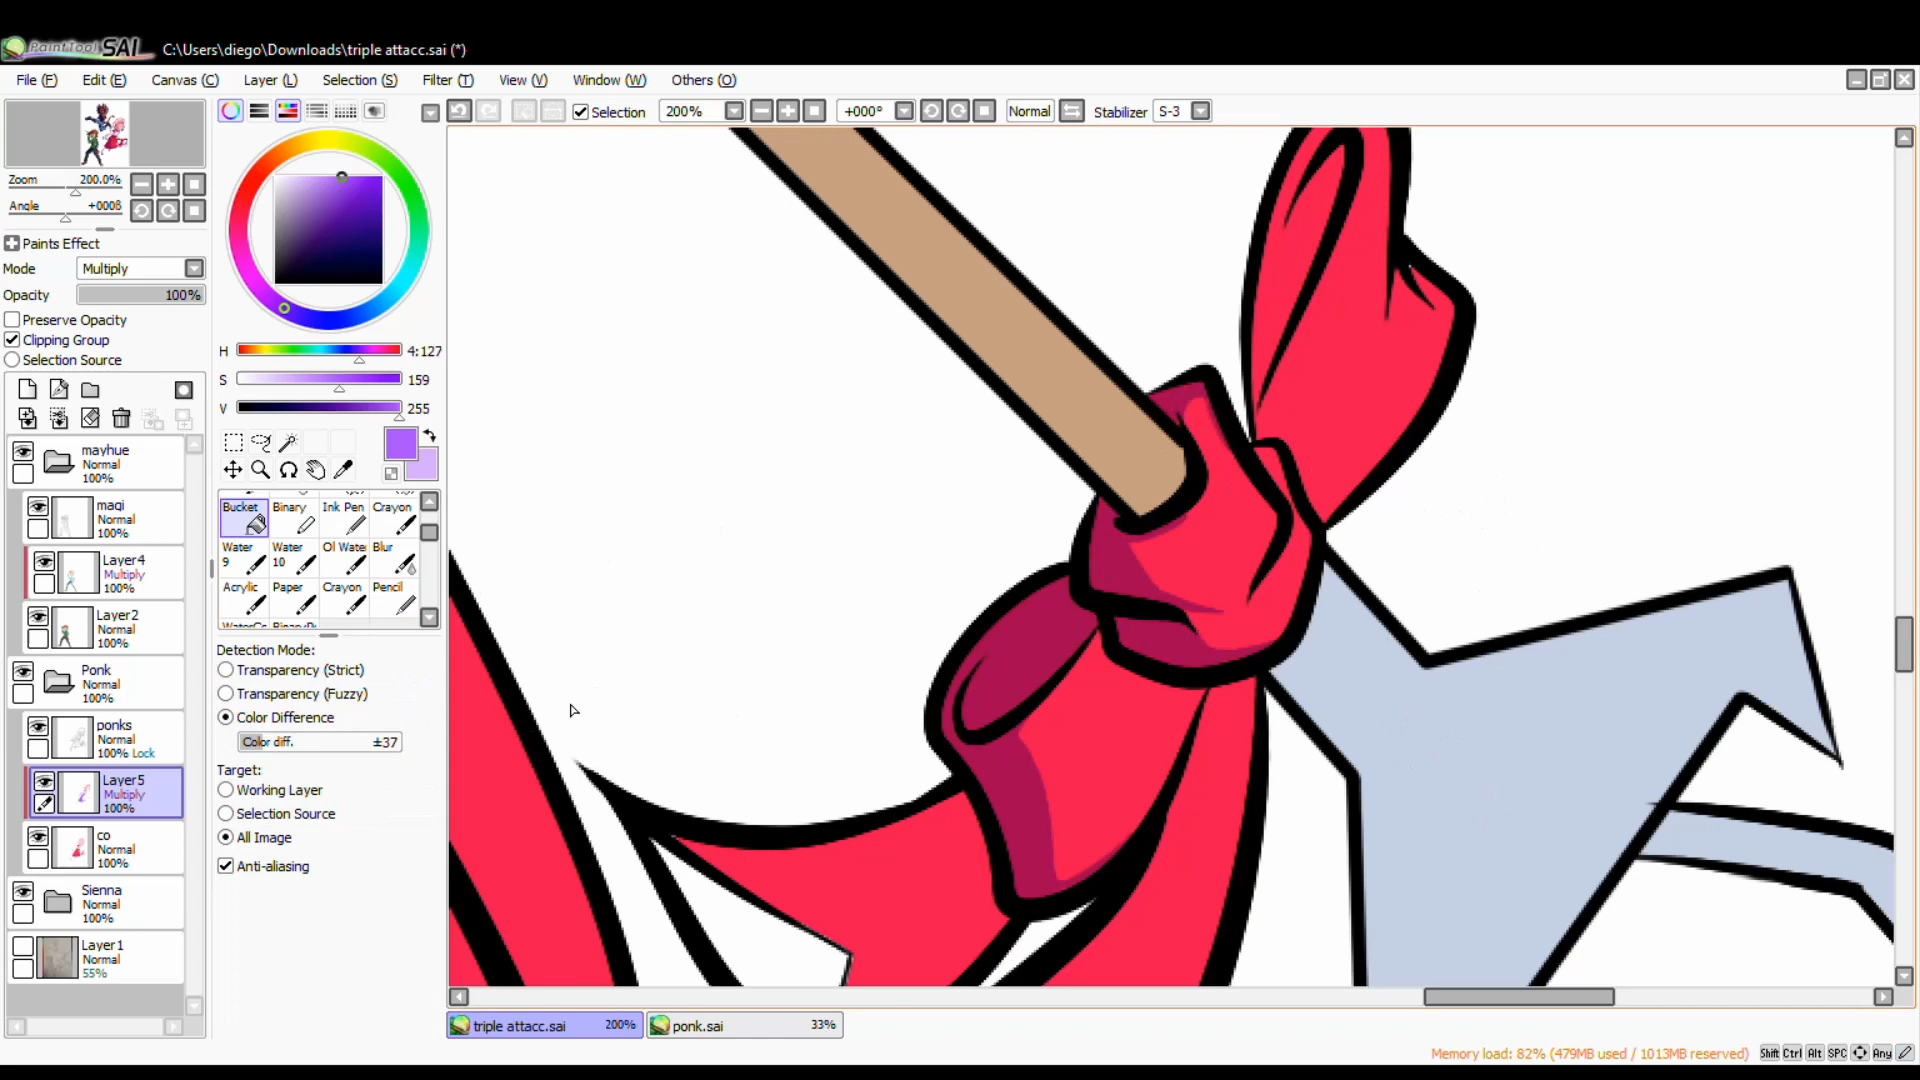 PaintTool SAI C:\Users\diego\Downloads\triple attacc.sai (*)
File (F) Edit (E) Canvas (C) Layer (L) Selection (S) Filter (T) View (V) Window (W) Others (O)
Selection 200% +000° Normal Stabilizer S-3
Zoom 200.0%
Angle +000ß
Paints Effect
Mode Multiply
Opacity 100%
Preserve Opacity
Clipping Group
Selection Source
H 4:127
S 159
V 255
mayhue
Normal
100%
magi
Normal
100%
Layer4
Multiply
100%
Layer2
Normal
100%
Ponk
Normal
100%
ponks
Normal
100% Lock
Layer5
Multiply
100%
co
Normal
100%
Sienna
Normal
100%
Layer1
Normal
55%
Bucket Binary Ink Pen Crayon
Water 9 Water 10 Ol Wate Blur
Acrylic Paper Crayon Pencil
Detection Mode:
Transparency (Strict)
Transparency (Fuzzy)
Color Difference
Color diff. ±37
Target:
Working Layer
Selection Source
All Image
Anti-aliasing
triple attacc.sai 200% ponk.sai 33%
Memory load: 82% (479MB used / 1013MB reserved) Shift Ctrl Alt SPC Any